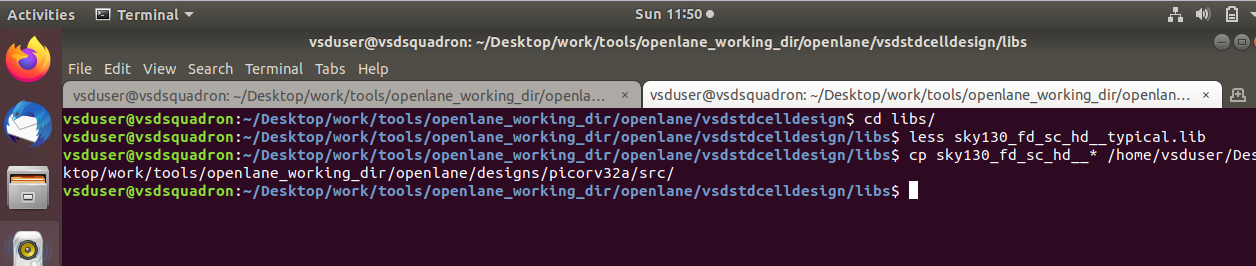 Activities Terminal Sun 11:50
vsduser@vsdsquadron: ~/Desktop/work/tools/openlane_working_dir/openlane/vsdstdcelldesign/libs
File Edit View Search Terminal Tabs Help
vsduser@vsdsquadron: ~/Desktop/work/tools/openlane_working_dir/openla... × vsduser@vsdsquadron: ~/Desktop/work/tools/openlane_working_dir/openlan... ×
vsduser@vsdsquadron:~/Desktop/work/tools/openlane_working_dir/openlane/vsdstdcelldesign$ cd libs/
vsduser@vsdsquadron:~/Desktop/work/tools/openlane_working_dir/openlane/vsdstdcelldesign/libs$ less sky130_fd_sc_hd__typical.lib
vsduser@vsdsquadron:~/Desktop/work/tools/openlane_working_dir/openlane/vsdstdcelldesign/libs$ cp sky130_fd_sc_hd__* /home/vsduser/Des
ktop/work/tools/openlane_working_dir/openlane/designs/picorv32a/src/
vsduser@vsdsquadron:~/Desktop/work/tools/openlane_working_dir/openlane/vsdstdcelldesign/libs$